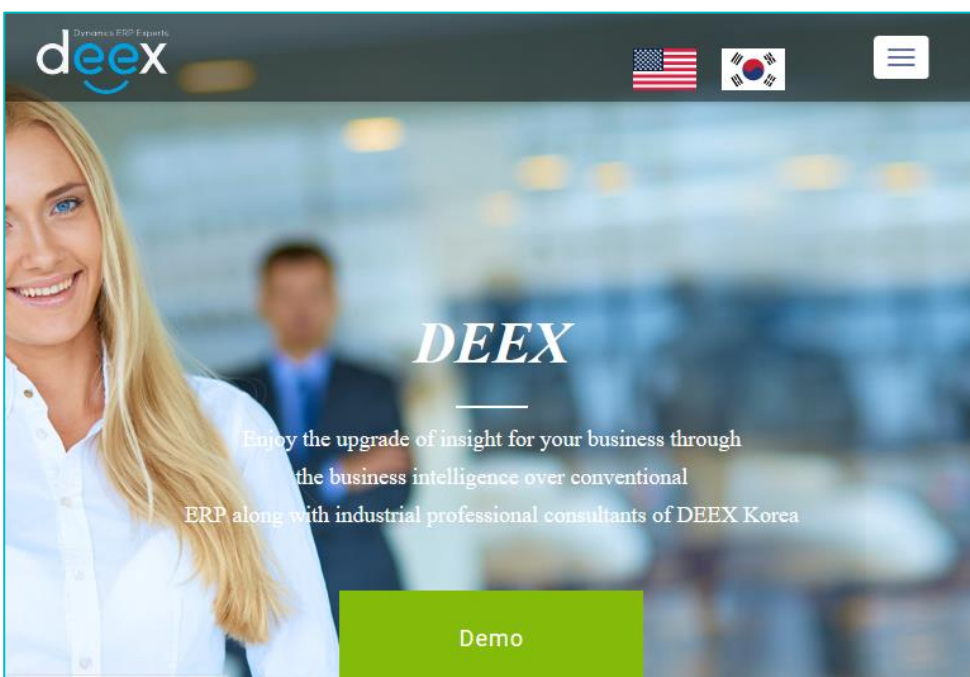 Dynamics ERP Experts
deex
DEEX
Enjoy the upgrade of insight for your business through
the business intelligence over conventional
ERP along with industrial professional consultants of DEEX Korea
Demo